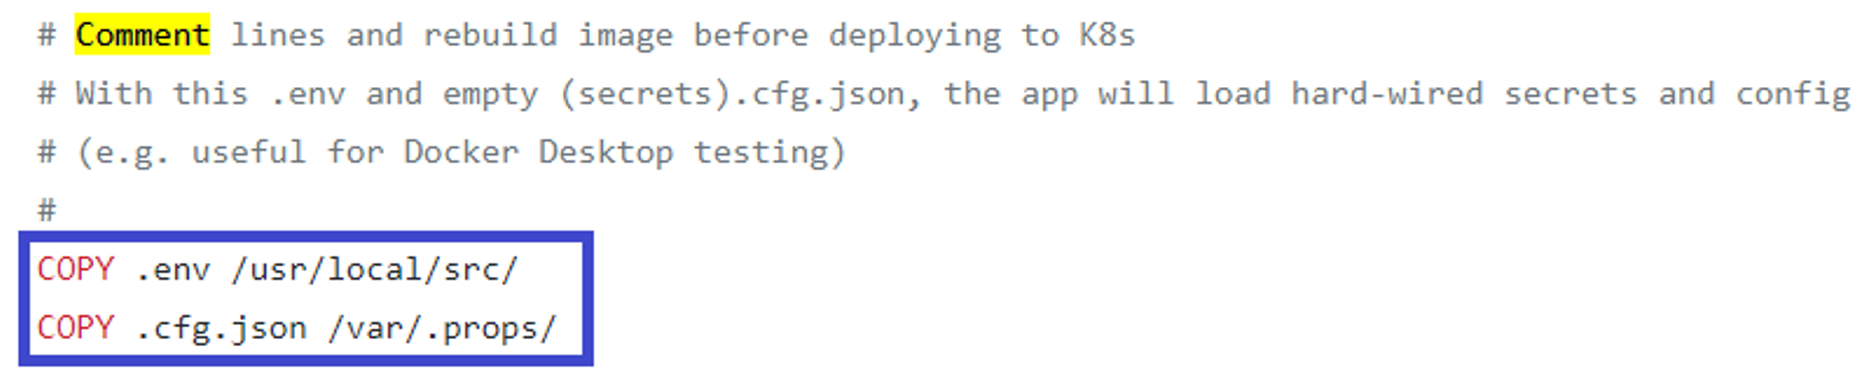 # Comment lines and rebuild image before deploying to K8s
# With this .env and empty (secrets).cfg.json, the app will load hard-wired secrets and config
# (e.g. useful for Docker Desktop testing)
#
COPY .env /usr/local/src/
COPY .cfg.json /var/.props/